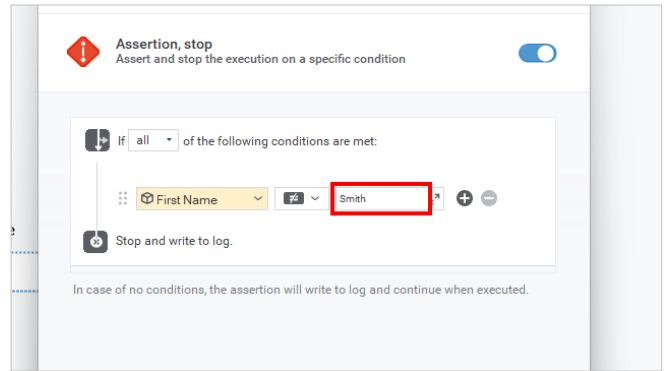 Assertion, stop
Assert and stop the execution on a specific condition
If all of the following conditions are met:
First Name ≠ Smith
Stop and write to log.
In case of no conditions, the assertion will write to log and continue when executed.